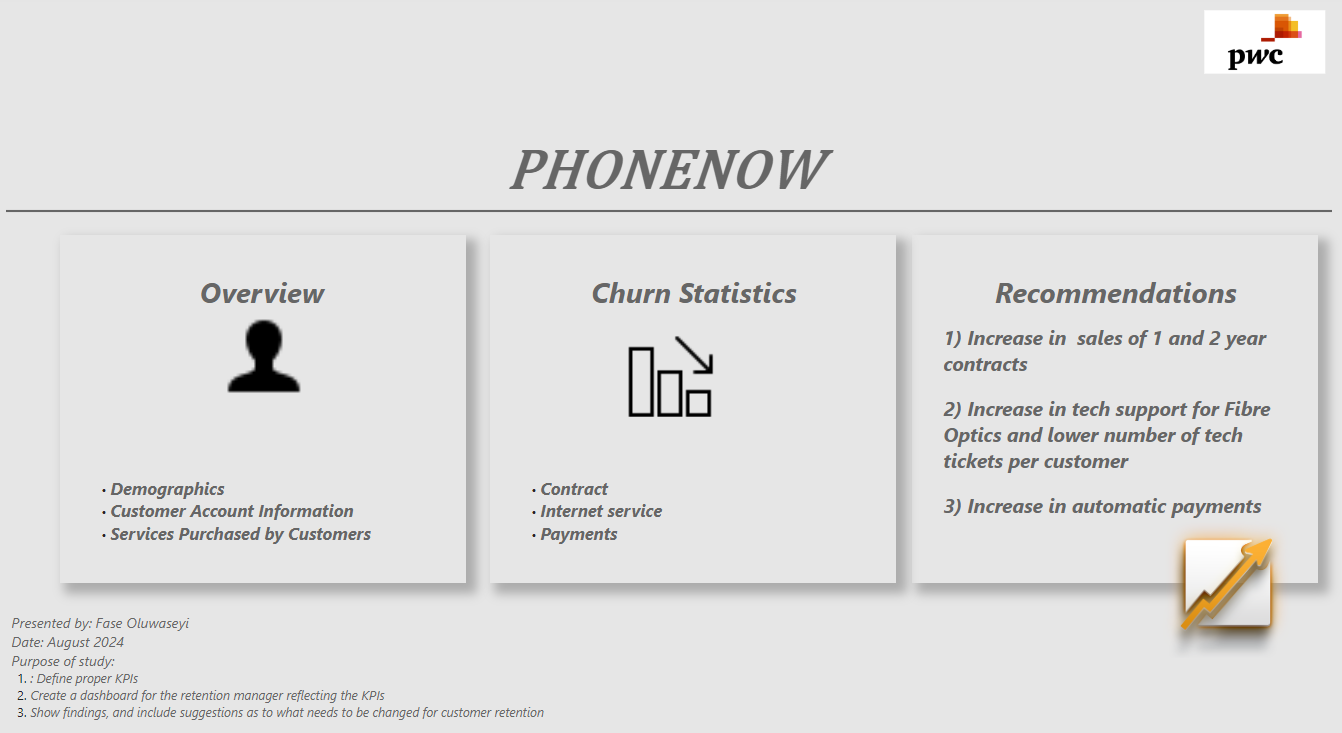 pwc
PHONENOW
Overview
· Demographics
· Customer Account Information
· Services Purchased by Customers
Churn Statistics
· Contract
· Internet service
· Payments
Recommendations
1) Increase in  sales of 1 and 2 year
contracts
2) Increase in tech support for Fibre
Optics and lower number of tech
tickets per customer
3) Increase in automatic payments
Presented by: Fase Oluwaseyi
Date: August 2024
Purpose of study:
1. : Define proper KPIs
2. Create a dashboard for the retention manager reflecting the KPIs
3. Show findings, and include suggestions as to what needs to be changed for customer retention